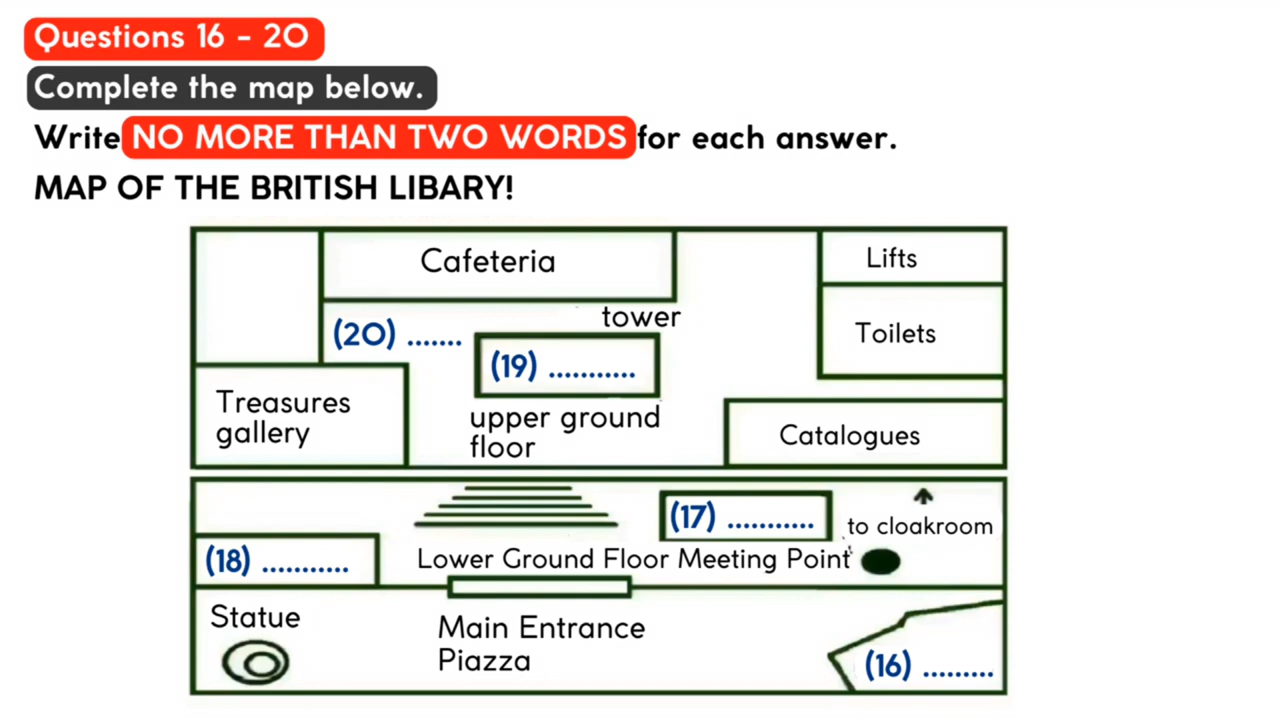 Questions 16 - 20
Complete the map below.
Write NO MORE THAN TWO WORDS for each answer.
MAP OF THE BRITISH LIBARY!
Cafeteria
Lifts
tower
(20) .......
Toilets
(19) ...........
Treasures
gallery
upper ground
floor
Catalogues
(17) ...........
to cloakroom
(18) ...........
Lower Ground Floor Meeting Point
Statue
Main Entrance
Piazza
(16) .........